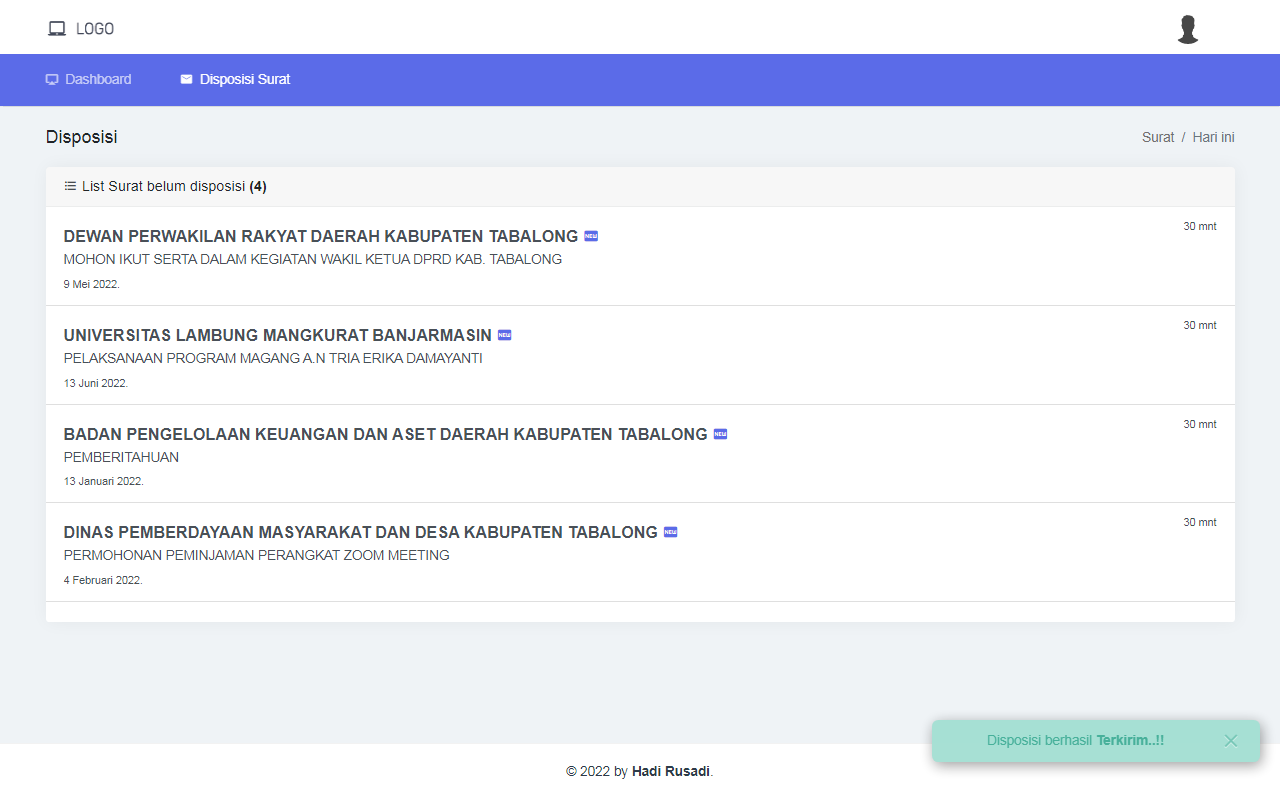 LOGO
Dashboard
Disposisi Surat
Disposisi
Surat / Hari ini
List Surat belum disposisi (4)
DEWAN PERWAKILAN RAKYAT DAERAH KABUPATEN TABALONG NEW
30 mnt
MOHON IKUT SERTA DALAM KEGIATAN WAKIL KETUA DPRD KAB. TABALONG
9 Mei 2022.
UNIVERSITAS LAMBUNG MANGKURAT BANJARMASIN NEW
30 mnt
PELAKSANAAN PROGRAM MAGANG A.N TRIA ERIKA DAMAYANTI
13 Juni 2022.
BADAN PENGELOLAAN KEUANGAN DAN ASET DAERAH KABUPATEN TABALONG NEW
30 mnt
PEMBERITAHUAN
13 Januari 2022.
DINAS PEMBERDAYAAN MASYARAKAT DAN DESA KABUPATEN TABALONG NEW
30 mnt
PERMOHONAN PEMINJAMAN PERANGKAT ZOOM MEETING
4 Februari 2022.
Disposisi berhasil Terkirim..!!
© 2022 by Hadi Rusadi.